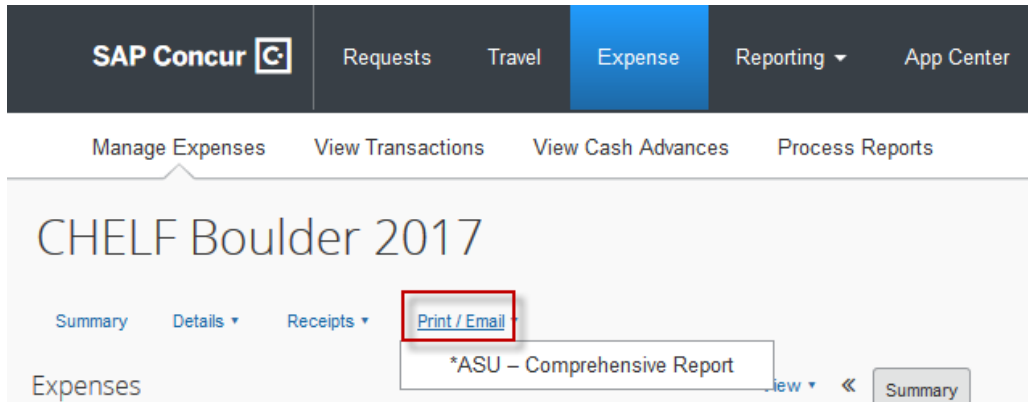 SAP Concur C Requests Travel Expense Reporting App Center
Manage Expenses View Transactions View Cash Advances Process Reports
CHELF Boulder 2017
Summary Details Receipts Print / Email
*ASU – Comprehensive Report
Expenses iew « Summary